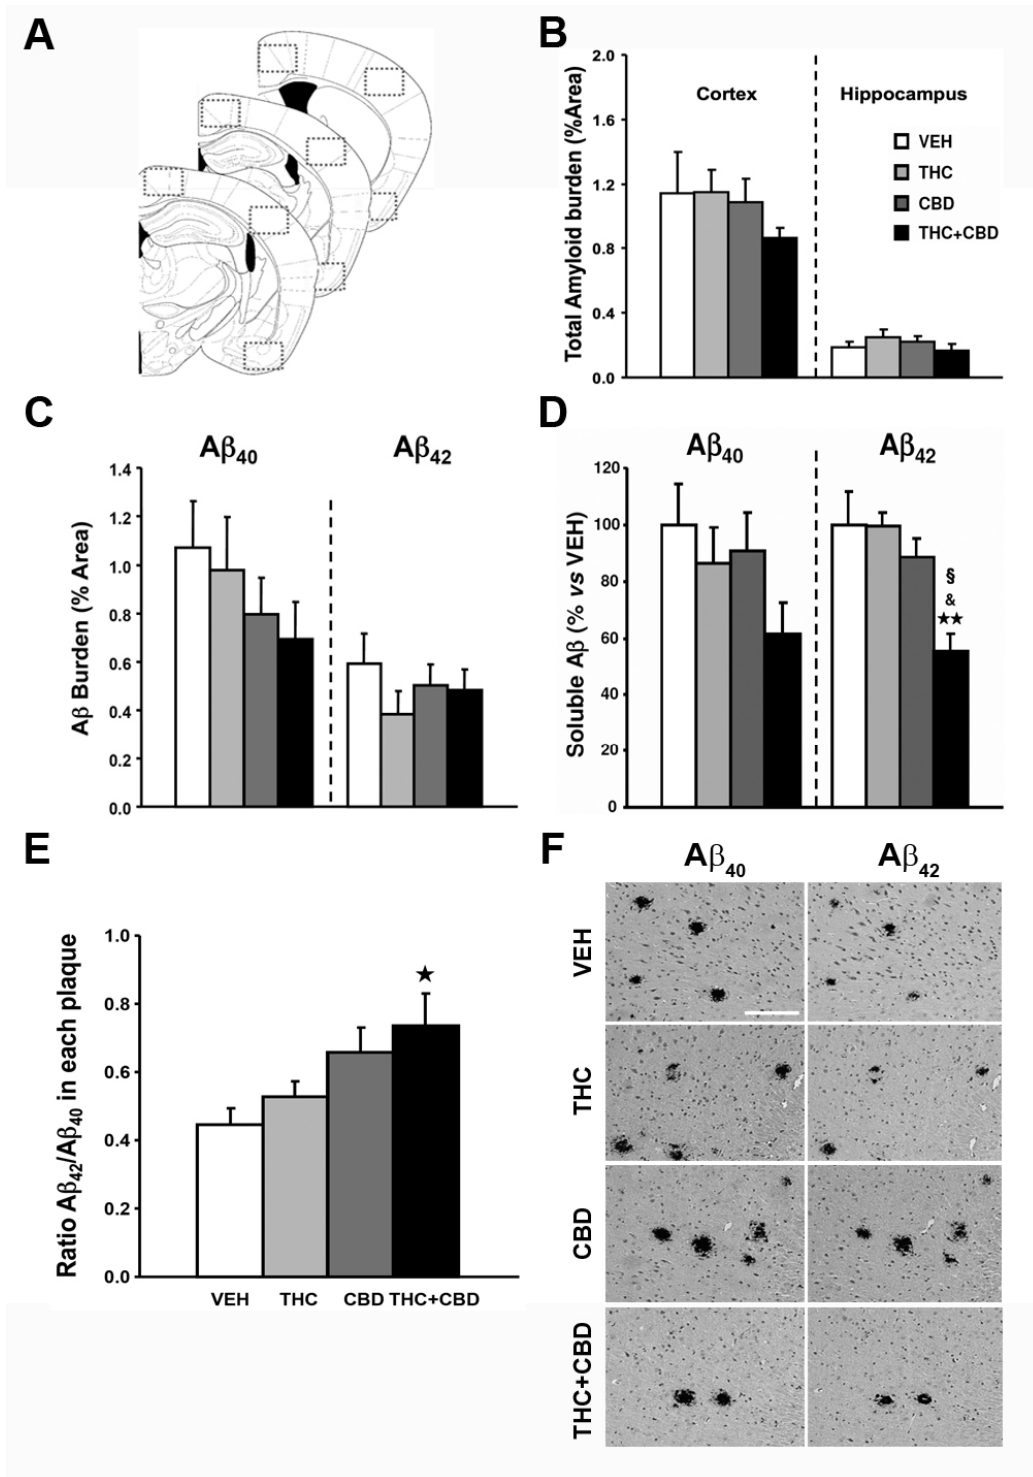 A
B
Total Amyloid burden (%Area)
2.0
1.6
1.2
0.8
0.4
0.0
Cortex
Hippocampus
VEH
THC
CBD
THC+CBD
C
Aβ40
Aβ42
Aβ Burden (% Area)
1.4
1.2
1.0
0.8
0.6
0.4
0.2
0.0
D
Aβ40
Aβ42
Soluble Aβ (% vs VEH)
120
100
80
60
40
20
0
§
&
★★
E
Ratio Aβ42/Aβ40 in each plaque
1.0
0.8
0.6
0.4
0.2
0.0
★
VEH THC CBD THC+CBD
F
Aβ40
Aβ42
VEH
THC
CBD
THC+CBD